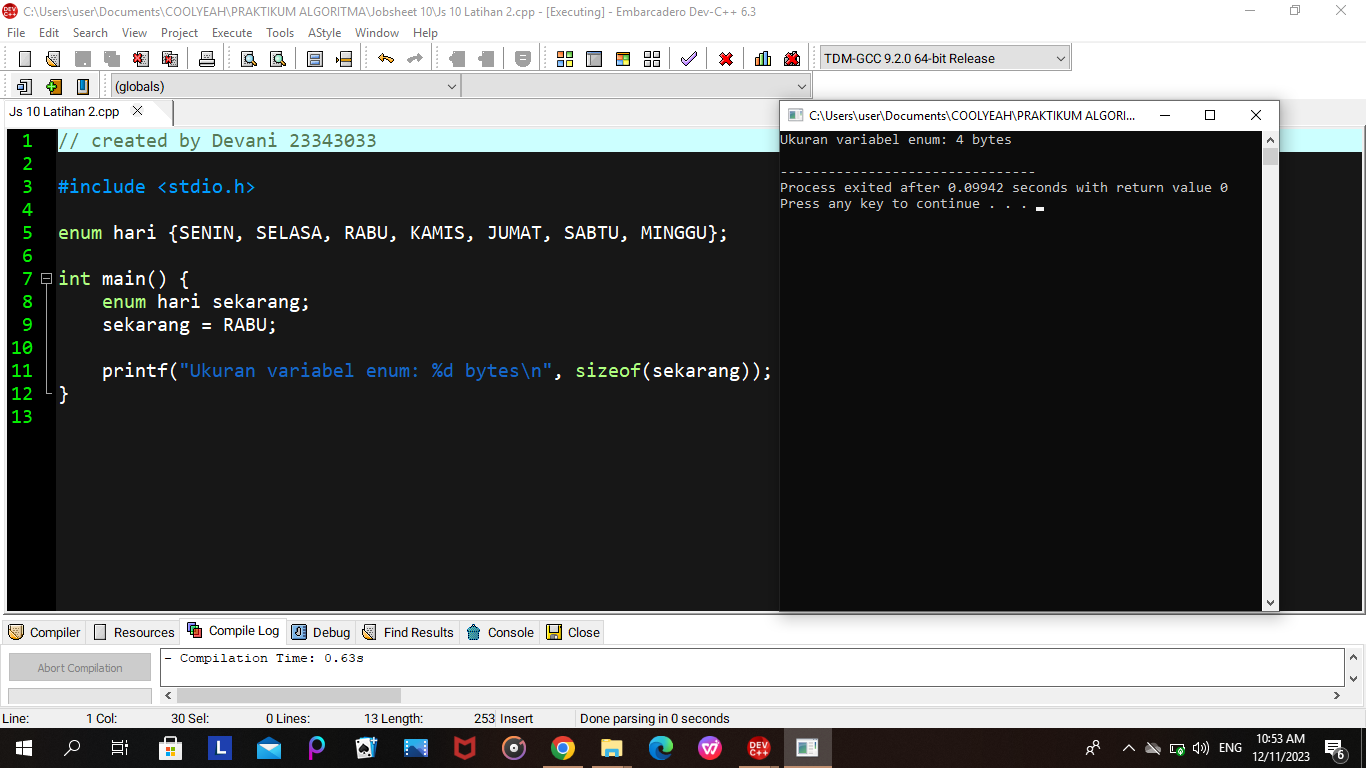 C:\Users\user\Documents\COOLYEAH\PRAKTIKUM ALGORITMA\Jobsheet 10\Js 10 Latihan 2.cpp - [Executing] - Embarcadero Dev-C++ 6.3
File Edit Search View Project Execute Tools AStyle Window Help
TDM-GCC 9.2.0 64-bit Release
(globals)
Js 10 Latihan 2.cpp
1 // created by Devani 23343033
2
3 #include <stdio.h>
4
5 enum hari {SENIN, SELASA, RABU, KAMIS, JUMAT, SABTU, MINGGU};
6
7 int main() {
8 enum hari sekarang;
9 sekarang = RABU;
10
11 printf("Ukuran variabel enum: %d bytes\n", sizeof(sekarang));
12 }
13
C:\Users\user\Documents\COOLYEAH\PRAKTIKUM ALGORI...
Ukuran variabel enum: 4 bytes
--------------------------------
Process exited after 0.09942 seconds with return value 0
Press any key to continue . . .
Compiler Resources Compile Log Debug Find Results Console Close
Abort Compilation
- Compilation Time: 0.63s
Line: 1 Col: 30 Sel: 0 Lines: 13 Length: 253 Insert Done parsing in 0 seconds
L
P
DEV C++
ENG
10:53 AM
12/11/2023
6